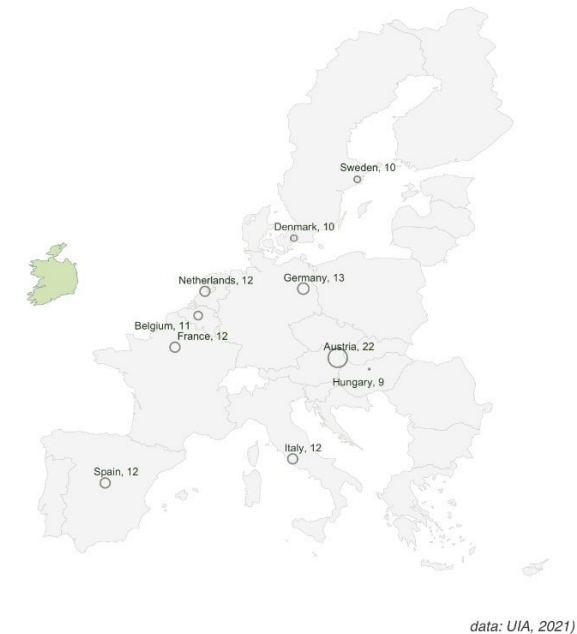 Sweden, 10
Denmark, 10
Netherlands, 12
Germany, 13
Belgium, 11
France, 12
Austria, 22
Hungary, 9
Italy, 12
Spain, 12
data: UIA, 2021)